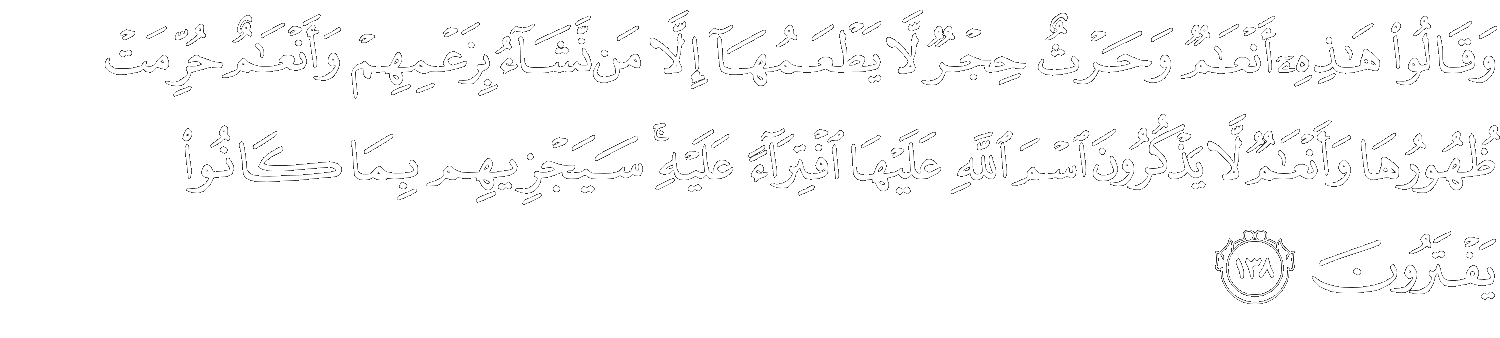 وَقَالُوا۟ هَـٰذِهِۦٓ أَنْعَـٰمٌ وَحَرْثٌ حِجْرٌ لَّا يَطْعَمُهَآ إِلَّا مَن نَّشَآءُ بِزَعْمِهِمْ وَأَنْعَـٰمٌ حُرِّمَتْ
ظُهُورُهَا وَأَنْعَـٰمٌ لَّا يَذْكُرُونَ ٱسْمَ ٱللَّهِ عَلَيْهَا ٱفْتِرَآءً عَلَيْهِ ۚ سَيَجْزِيهِم بِمَا كَانُوا۟
يَفْتَرُونَ ١٣٨